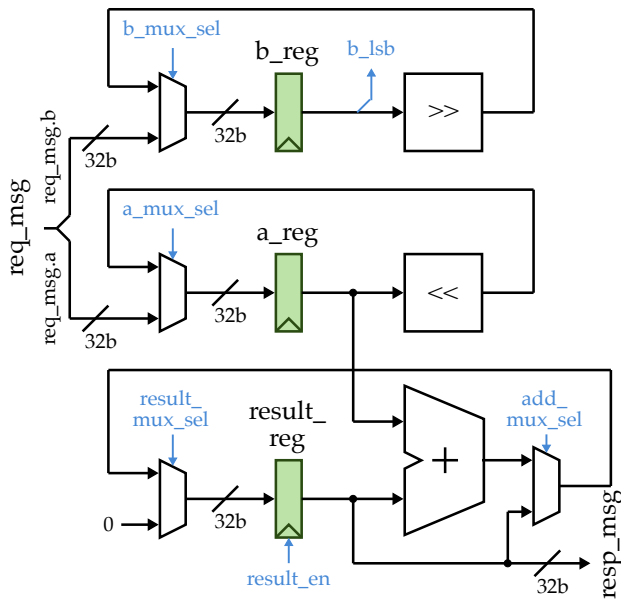 b_mux_sel
b_reg
b_lsb
32b
>>
req_msg.b
32b
req_msg
a_mux_sel
a_reg
32b
<<
req_msg.a
32b
result_
mux_sel
result_
reg
add_
mux_sel
+
0
32b
result_en
32b
resp_msg